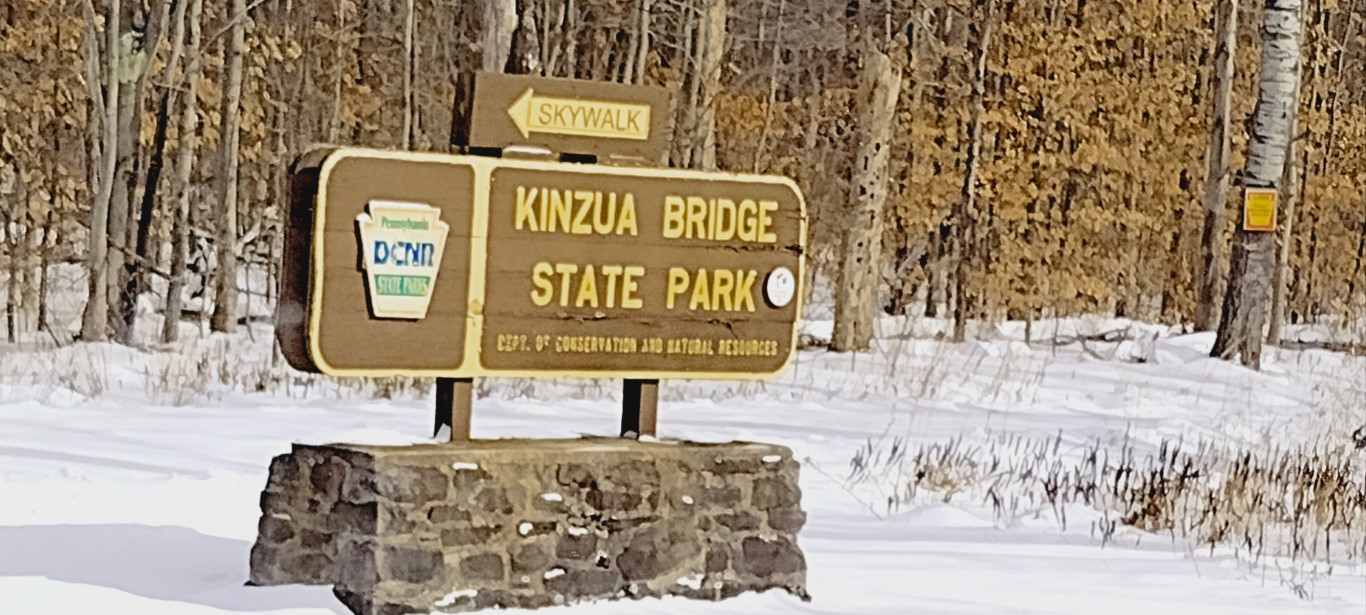 SKYWALK
KINZUA BRIDGE
STATE PARK
DEPT. OF CONSERVATION AND NATURAL RESOURCES
Pennsylvania
DCNR
STATE PARKS